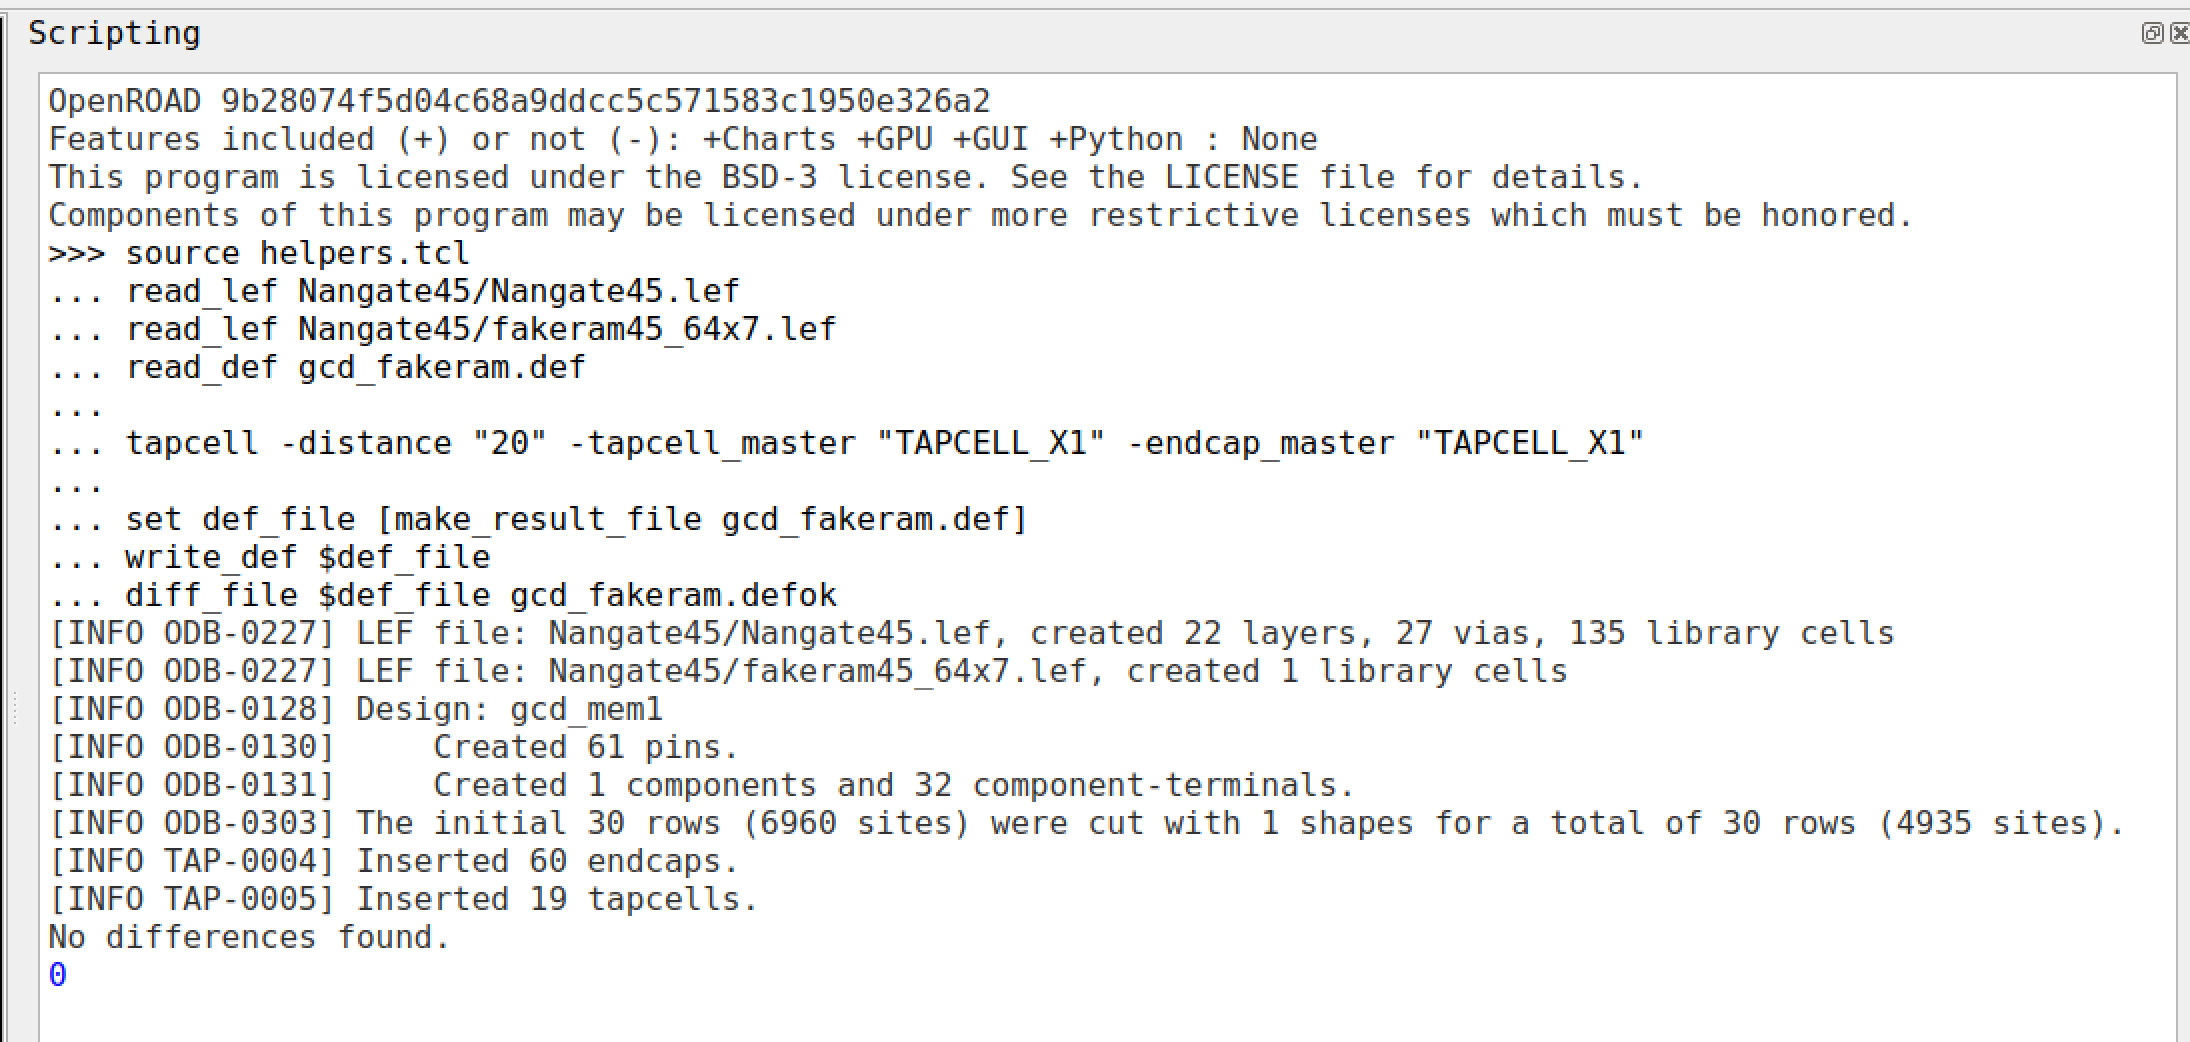 Scripting
OpenROAD 9b28074f5d04c68a9ddcc5c571583c1950e326a2
Features included (+) or not (-): +Charts +GPU +GUI +Python : None
This program is licensed under the BSD-3 license. See the LICENSE file for details.
Components of this program may be licensed under more restrictive licenses which must be honored.
>>> source helpers.tcl
... read_lef Nangate45/Nangate45.lef
... read_lef Nangate45/fakeram45_64x7.lef
... read_def gcd_fakeram.def
...
... tapcell -distance "20" -tapcell_master "TAPCELL_X1" -endcap_master "TAPCELL_X1"
...
... set def_file [make_result_file gcd_fakeram.def]
... write_def $def_file
... diff_file $def_file gcd_fakeram.defok
[INFO ODB-0227] LEF file: Nangate45/Nangate45.lef, created 22 layers, 27 vias, 135 library cells
[INFO ODB-0227] LEF file: Nangate45/fakeram45_64x7.lef, created 1 library cells
[INFO ODB-0128] Design: gcd_mem1
[INFO ODB-0130]     Created 61 pins.
[INFO ODB-0131]     Created 1 components and 32 component-terminals.
[INFO ODB-0303] The initial 30 rows (6960 sites) were cut with 1 shapes for a total of 30 rows (4935 sites).
[INFO TAP-0004] Inserted 60 endcaps.
[INFO TAP-0005] Inserted 19 tapcells.
No differences found.
0